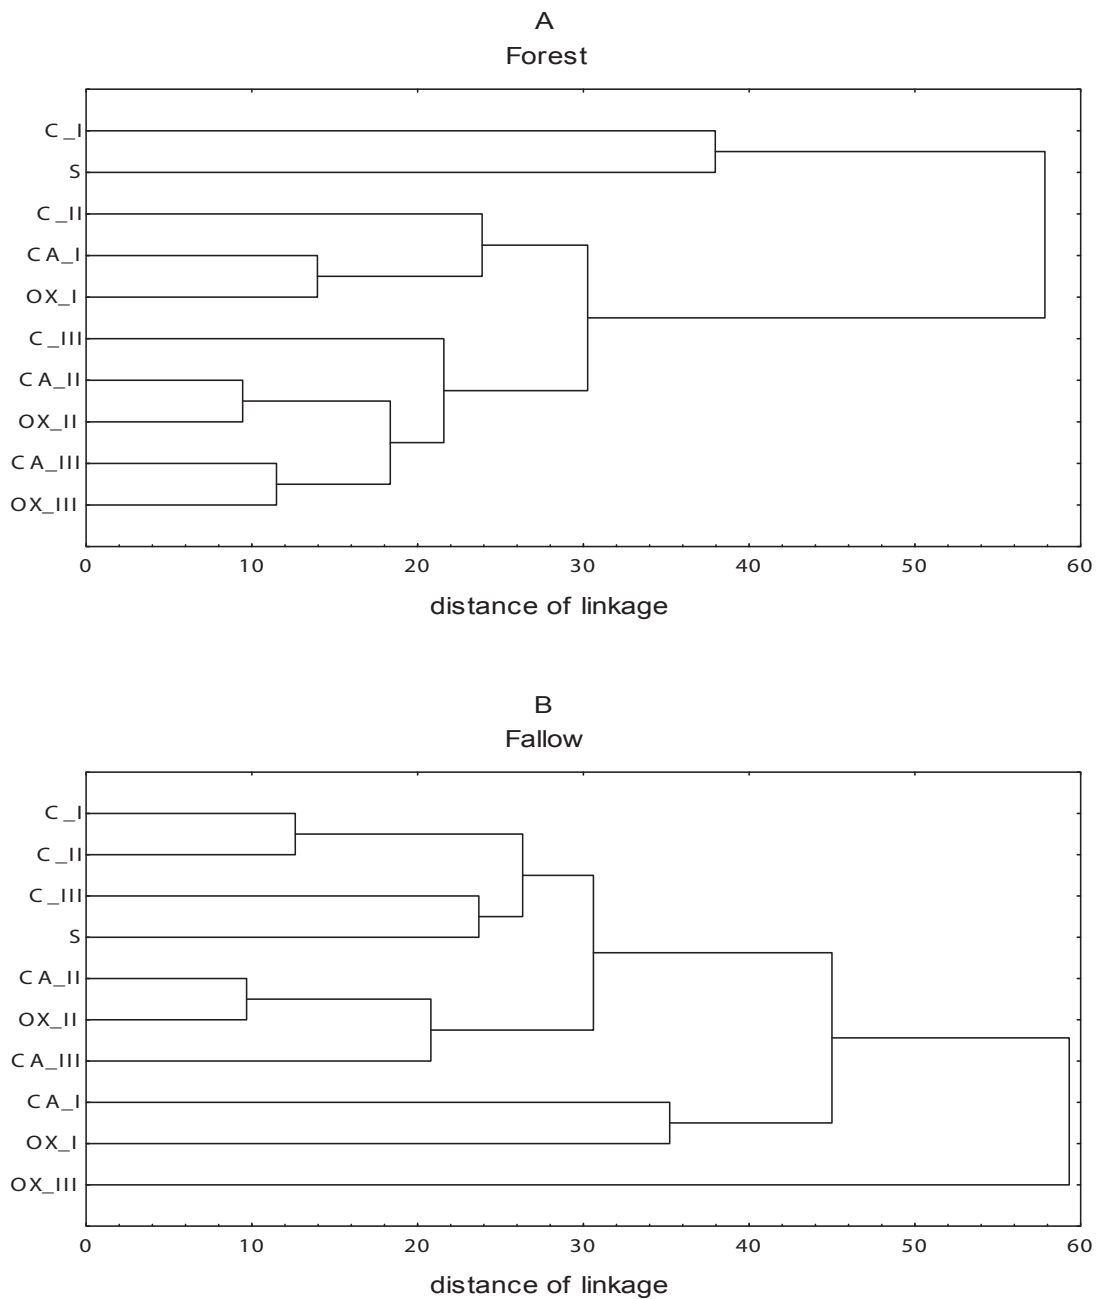 A
Forest
C_I
S
C_II
CA_I
OX_I
C_III
CA_II
OX_II
CA_III
OX_III
0 10 20 30 40 50 60
distance of linkage
B
Fallow
C_I
C_II
C_III
S
CA_II
OX_II
CA_III
CA_I
OX_I
OX_III
0 10 20 30 40 50 60
distance of linkage